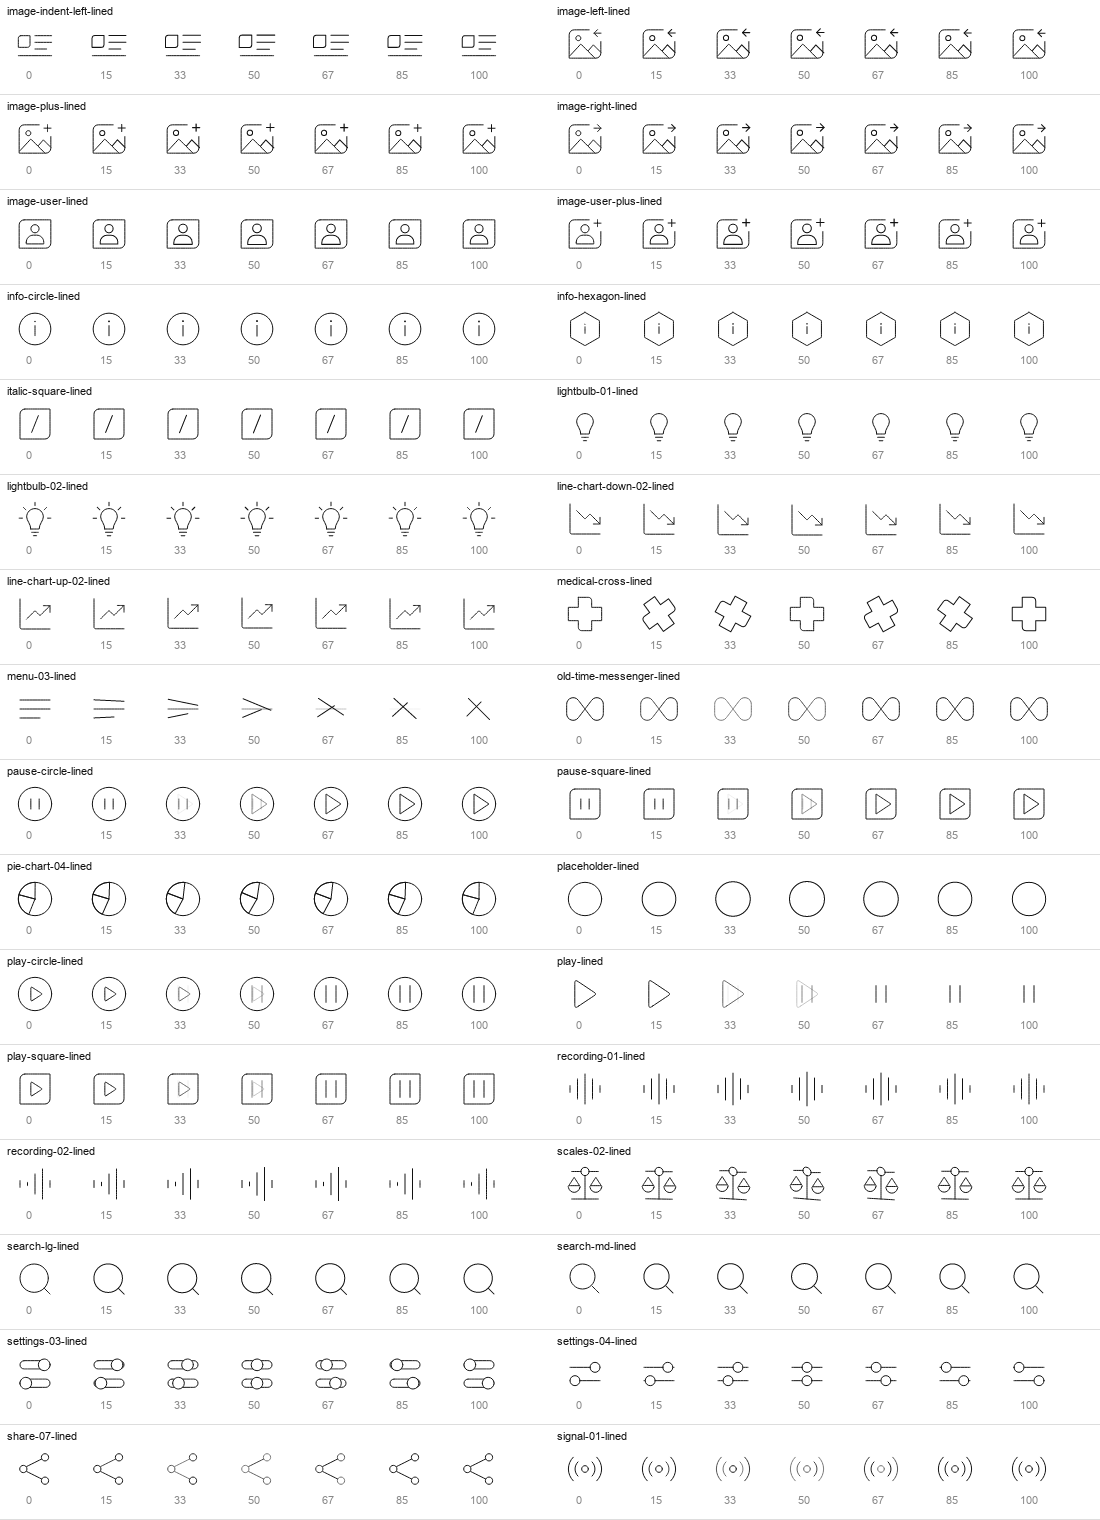 image-indent-left-lined
0 15 33 50 67 85 100
image-left-lined
0 15 33 50 67 85 100
image-plus-lined
0 15 33 50 67 85 100
image-right-lined
0 15 33 50 67 85 100
image-user-lined
0 15 33 50 67 85 100
image-user-plus-lined
0 15 33 50 67 85 100
info-circle-lined
0 15 33 50 67 85 100
info-hexagon-lined
0 15 33 50 67 85 100
italic-square-lined
0 15 33 50 67 85 100
lightbulb-01-lined
0 15 33 50 67 85 100
lightbulb-02-lined
0 15 33 50 67 85 100
line-chart-down-02-lined
0 15 33 50 67 85 100
line-chart-up-02-lined
0 15 33 50 67 85 100
medical-cross-lined
0 15 33 50 67 85 100
menu-03-lined
0 15 33 50 67 85 100
old-time-messenger-lined
0 15 33 50 67 85 100
pause-circle-lined
0 15 33 50 67 85 100
pause-square-lined
0 15 33 50 67 85 100
pie-chart-04-lined
0 15 33 50 67 85 100
placeholder-lined
0 15 33 50 67 85 100
play-circle-lined
0 15 33 50 67 85 100
play-lined
0 15 33 50 67 85 100
play-square-lined
0 15 33 50 67 85 100
recording-01-lined
0 15 33 50 67 85 100
recording-02-lined
0 15 33 50 67 85 100
scales-02-lined
0 15 33 50 67 85 100
search-lg-lined
0 15 33 50 67 85 100
search-md-lined
0 15 33 50 67 85 100
settings-03-lined
0 15 33 50 67 85 100
settings-04-lined
0 15 33 50 67 85 100
share-07-lined
0 15 33 50 67 85 100
signal-01-lined
0 15 33 50 67 85 100